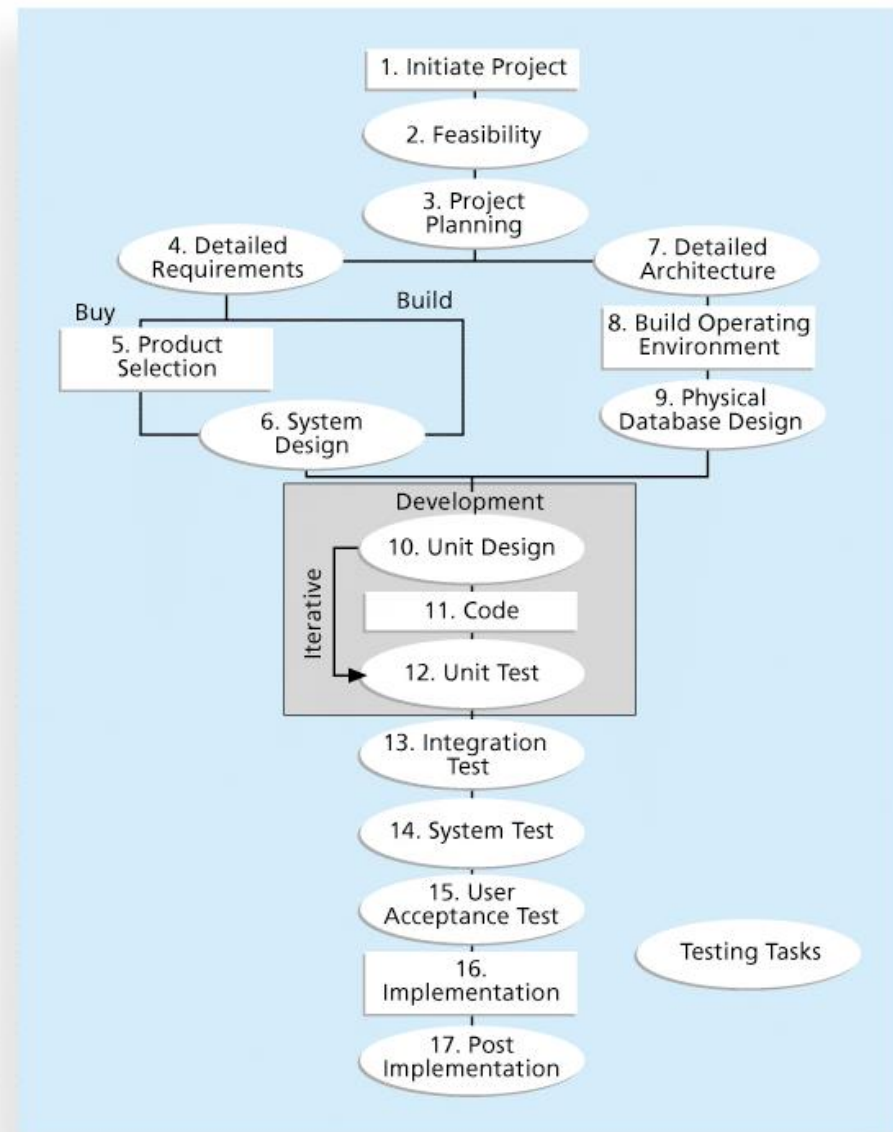 1. Initiate Project
2. Feasibility
3. Project
Planning
4. Detailed
Requirements
7. Detailed
Architecture
Buy
Build
5. Product
Selection
8. Build Operating
Environment
6. System
Design
9. Physical
Database Design
Development
Iterative
10. Unit Design
11. Code
12. Unit Test
13. Integration
Test
14. System Test
15. User
Acceptance Test
Testing Tasks
16.
Implementation
17. Post
Implementation